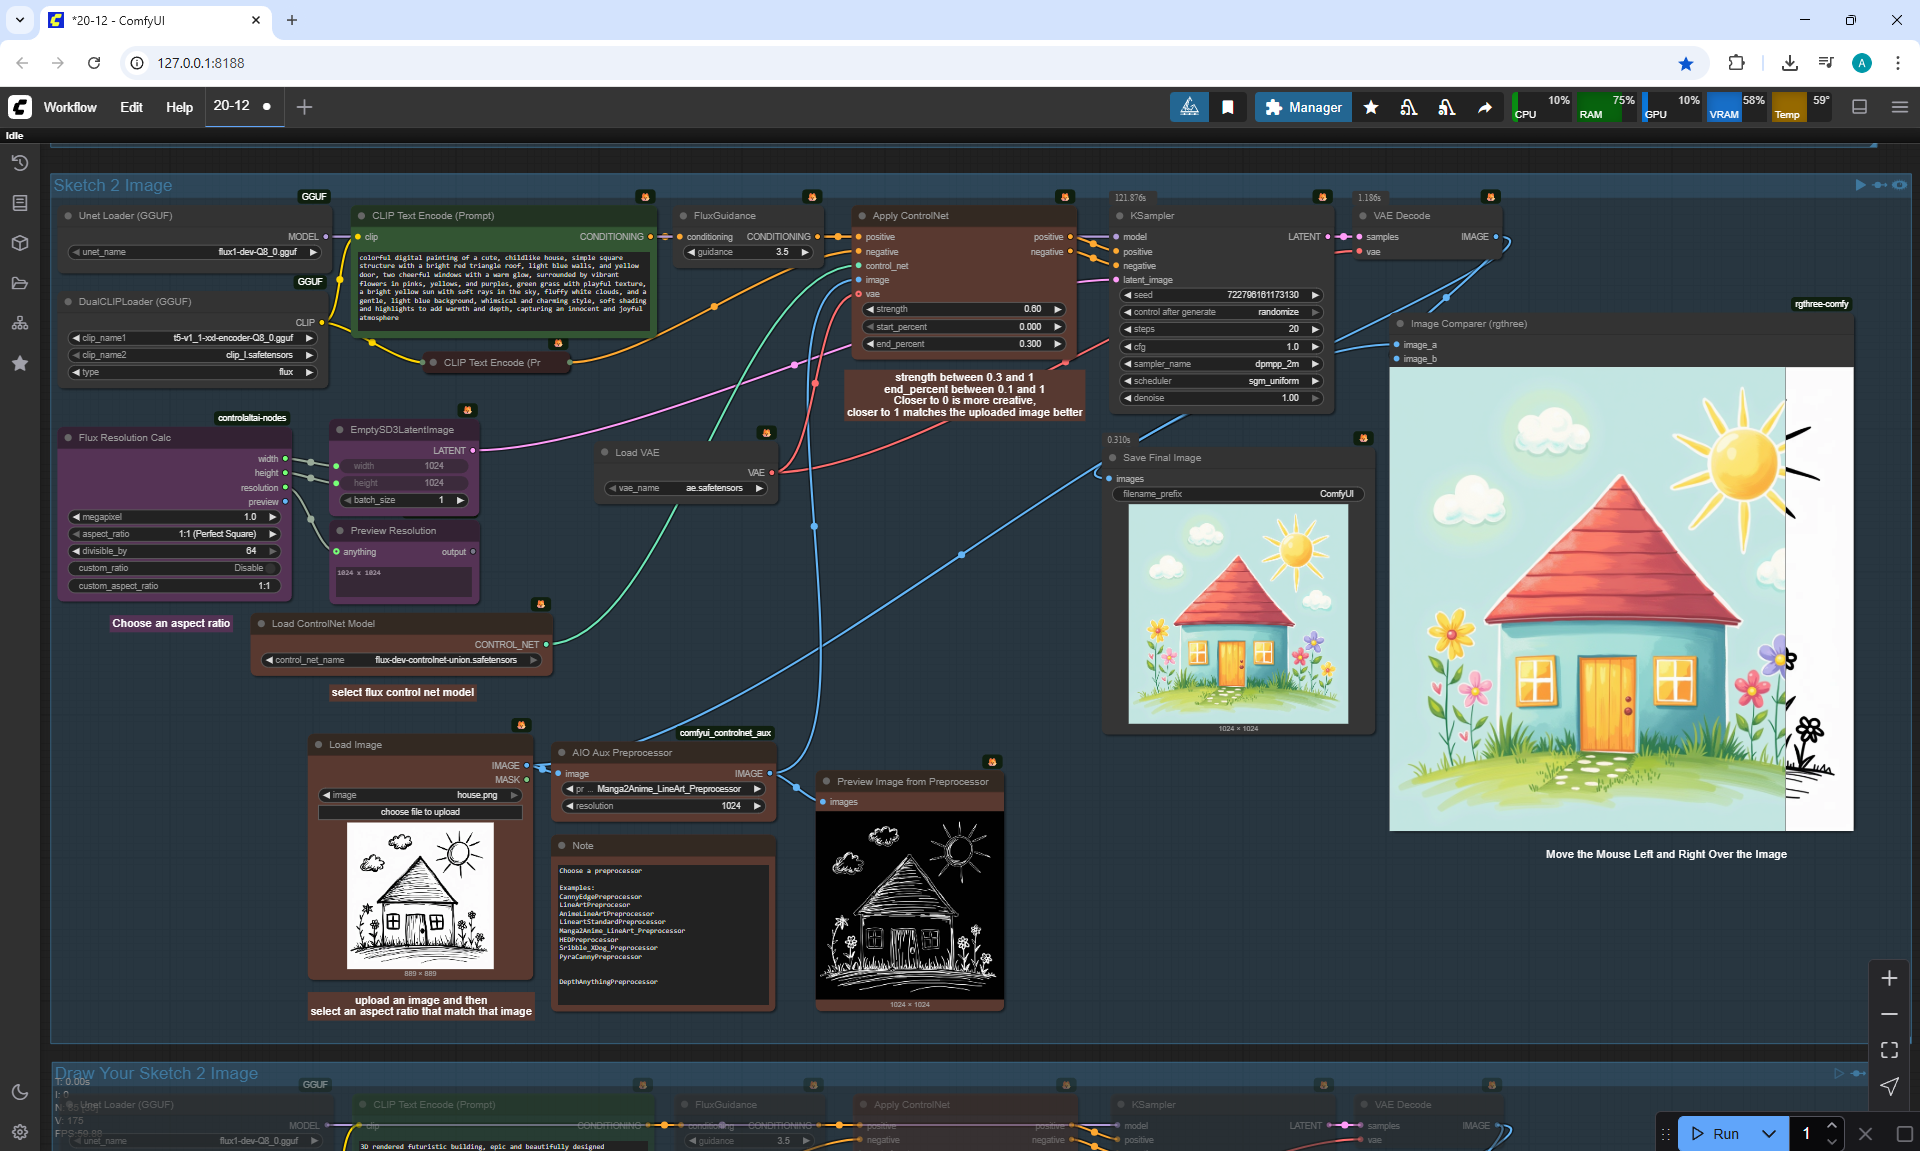 *20-12 - ComfyUI
127.0.0.1:8188
Workflow Edit Help 20-12
Manager
CPU 10% RAM 75% GPU 10% VRAM 58% Temp 59°
Idle
Sketch 2 Image
GGUF
Unet Loader (GGUF)
MODEL
unet_name flux1-dev-Q8_0.gguf
GGUF
DualCLIPLoader (GGUF)
CLIP
clip_name1 t5-v1_1-xxl-encoder-Q8_0.gguf
clip_name2 clip_l.safetensors
type flux
CLIP Text Encode (Prompt)
clip CONDITIONING
colorful digital painting of a cute, childlike house, simple square
structure with a bright red triangle roof, light blue walls, and yellow
door, two cheerful windows with a warm glow, surrounded by vibrant
flowers in pinks, yellows, and purples, green grass with playful texture,
a bright yellow sun with soft rays in the sky, fluffy white clouds, and a
gentle, light blue background, whimsical and charming style, soft shading
and highlights to add warmth and depth, capturing an innocent and joyful
atmosphere
CLIP Text Encode (Pr
FluxGuidance
conditioning CONDITIONING
guidance 3.5
Apply ControlNet
positive positive
negative negative
control_net
image
vae
strength 0.60
start_percent 0.000
end_percent 0.300
strength between 0.3 and 1
end_percent between 0.1 and 1
Closer to 0 is more creative,
closer to 1 matches the uploaded image better
121.876s
KSampler
model LATENT
positive
negative
latent_image
seed 722796161173130
control after generate randomize
steps 20
cfg 1.0
sampler_name dpmpp_2m
scheduler sgm_uniform
denoise 1.00
1.186s
VAE Decode
samples IMAGE
vae
rgthree-comfy
Image Comparer (rgthree)
image_a
image_b
Move the Mouse Left and Right Over the Image
controlaltai-nodes
Flux Resolution Calc
width
height
resolution
preview
megapixel 1.0
aspect_ratio 1:1 (Perfect Square)
divisible_by 64
custom_ratio Disable
custom_aspect_ratio 1:1
Choose an aspect ratio
EmptySD3LatentImage
LATENT
width 1024
height 1024
batch_size 1
Preview Resolution
anything output
1024 x 1024
Load VAE
VAE
vae_name ae.safetensors
0.310s
Save Final Image
images
filename_prefix ComfyUI
1024 × 1024
Load ControlNet Model
CONTROL_NET
control_net_name flux-dev-controlnet-union.safetensors
select flux control net model
Load Image
IMAGE
MASK
image house.png
choose file to upload
889 × 889
upload an image and then
select an aspect ratio that match that image
comfyui_controlnet_aux
AIO Aux Preprocessor
image IMAGE
pr ... Manga2Anime_LineArt_Preprocessor
resolution 1024
Note
Choose a preprocessor
Examples:
CannyEdgePreprocessor
LineArtPreprocesor
AnimeLineArtPreprocessor
LineartStandardPreprocessor
Manga2Anime_LineArt_Preprocessor
HEDPreprocessor
Sribble_XDog_Preprocessor
PyraCannyPreprocessor
DepthAnythingPreprocessor
Preview Image from Preprocessor
images
1024 × 1024
Draw Your Sketch 2 Image
T: 0.00s
I: 0
V: 175
GGUF
Unet Loader (GGUF)
MODEL
unet_name flux1-dev-Q8_0.gguf
CLIP Text Encode (Prompt)
clip CONDITIONING
3D rendered futuristic building, epic and beautifully designed
FluxGuidance
conditioning CONDITIONING
guidance 3.5
Apply ControlNet
positive positive
negative negative
KSampler
model LATENT
positive
VAE Decode
samples IMAGE
vae
Run 1